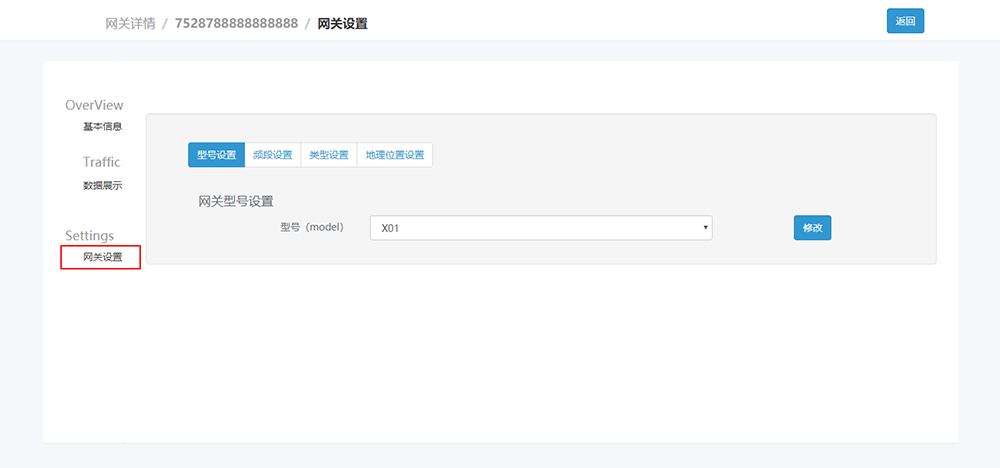 网关详情 / 7528788888888888 / 网关设置
返回
OverView
基本信息
Traffic
数据展示
Settings
网关设置
型号设置 频段设置 类型设置 地理位置设置
网关型号设置
型号（model） X01 修改